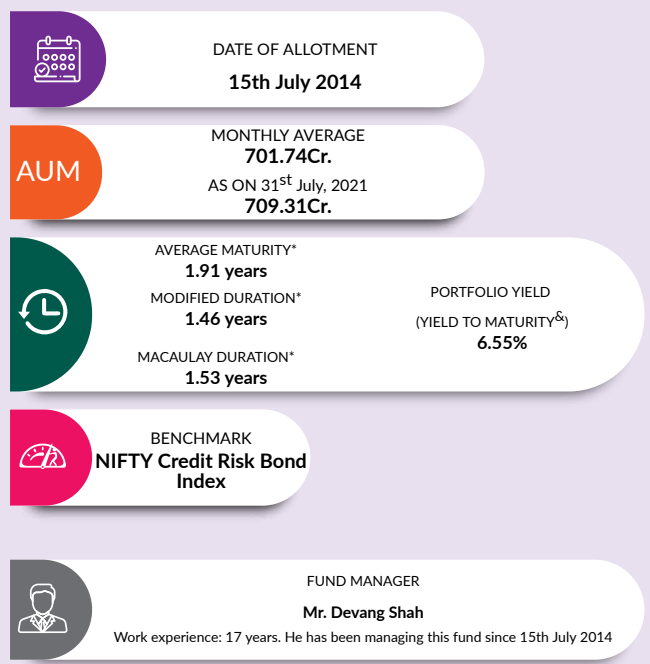 DATE OF ALLOTMENT
15th July 2014
AUM
MONTHLY AVERAGE
701.74Cr.
AS ON 31st July, 2021
709.31Cr.
AVERAGE MATURITY*
1.91 years
MODIFIED DURATION*
1.46 years
MACAULAY DURATION*
1.53 years
PORTFOLIO YIELD
(YIELD TO MATURITY&)
6.55%
BENCHMARK
NIFTY Credit Risk Bond
Index
FUND MANAGER
Mr. Devang Shah
Work experience: 17 years. He has been managing this fund since 15th July 2014